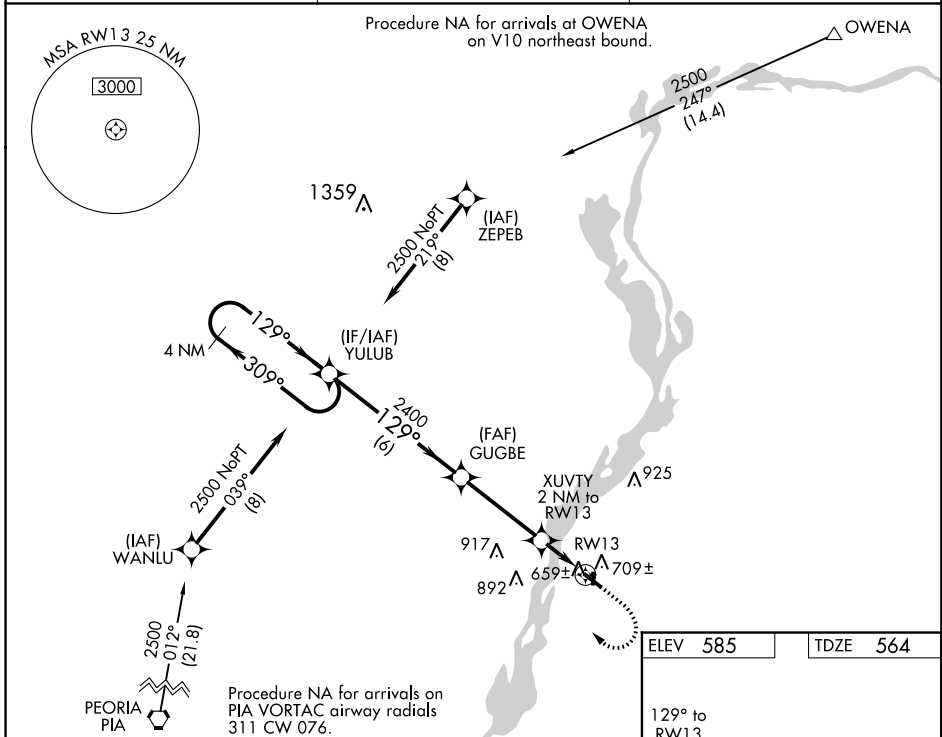 Procedure NA for arrivals at OWENA
on V10 northeast bound.
OWENA
MSA RW13 25 NM
3000
2500
247°
(14.4)
1359
(IAF)
ZEPEB
2500 NoPT
219°
(8)
129°
4 NM
309°
(IF/IAF)
YULUB
2400
129°
(6)
(FAF)
GUGBE
2500 NoPT
039°
(8)
XUVTY
2 NM to
RW13
925
(IAF)
WANLU
917
RW13
892
659±
709±
2500
012°
(21.8)
PEORIA
PIA
Procedure NA for arrivals on
PIA VORTAC airway radials
311 CW 076.
ELEV 585
TDZE 564
129° to
RW13